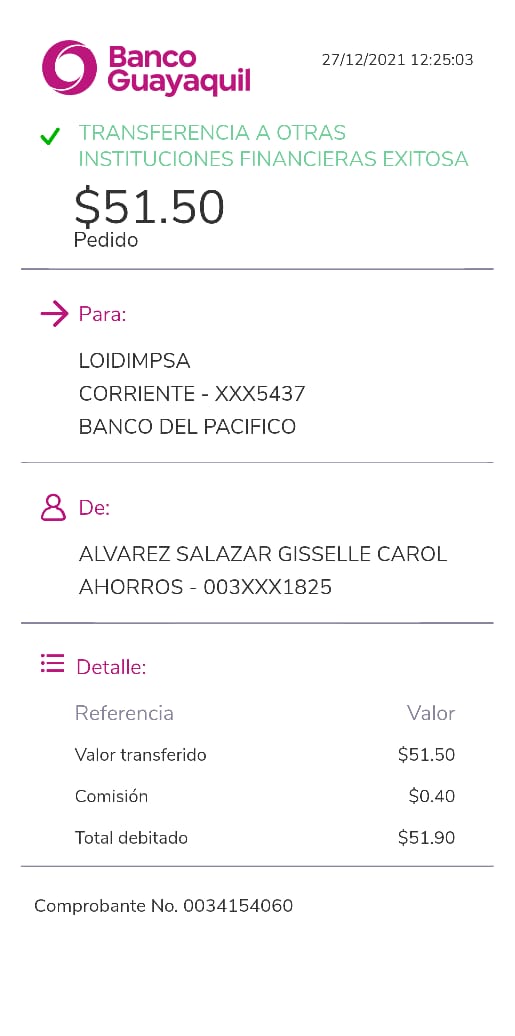 Banco
Guayaquil
27/12/2021 12:25:03
TRANSFERENCIA A OTRAS
INSTITUCIONES FINANCIERAS EXITOSA
$51.50
Pedido
Para:
LOIDIMPSA
CORRIENTE - XXX5437
BANCO DEL PACIFICO
De:
ALVAREZ SALAZAR GISSELLE CAROL
AHORROS - 003XXX1825
Detalle:
Referencia Valor
Valor transferido $51.50
Comisión $0.40
Total debitado $51.90
Comprobante No. 0034154060